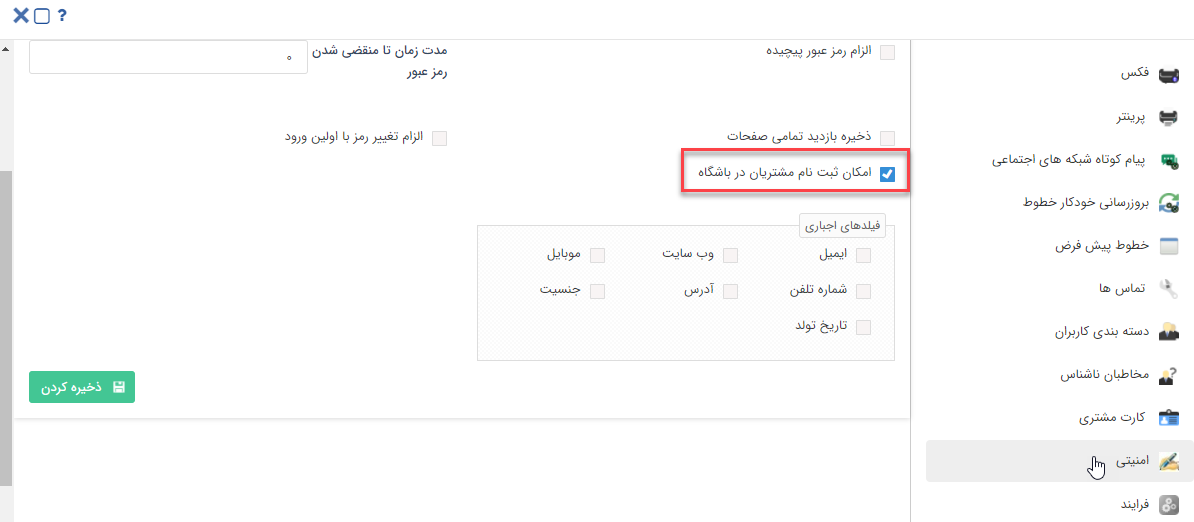 ?
فکس
پرینتر
پیام کوتاه شبکه های اجتماعی
بروزرسانی خودکار خطوط
خطوط پیش فرض
تماس ها
دسته بندی کاربران
مخاطبان ناشناس
کارت مشتری
امنیتی
فرایند
الزام رمز عبور پیچیده
مدت زمان تا منقضی شدن
رمز عبور
۰
ذخیره بازدید تمامی صفحات
الزام تغییر رمز با اولین ورود
امکان ثبت نام مشتریان در باشگاه
فیلدهای اجباری
ایمیل
وب سایت
موبایل
شماره تلفن
آدرس
جنسیت
تاریخ تولد
ذخیره کردن